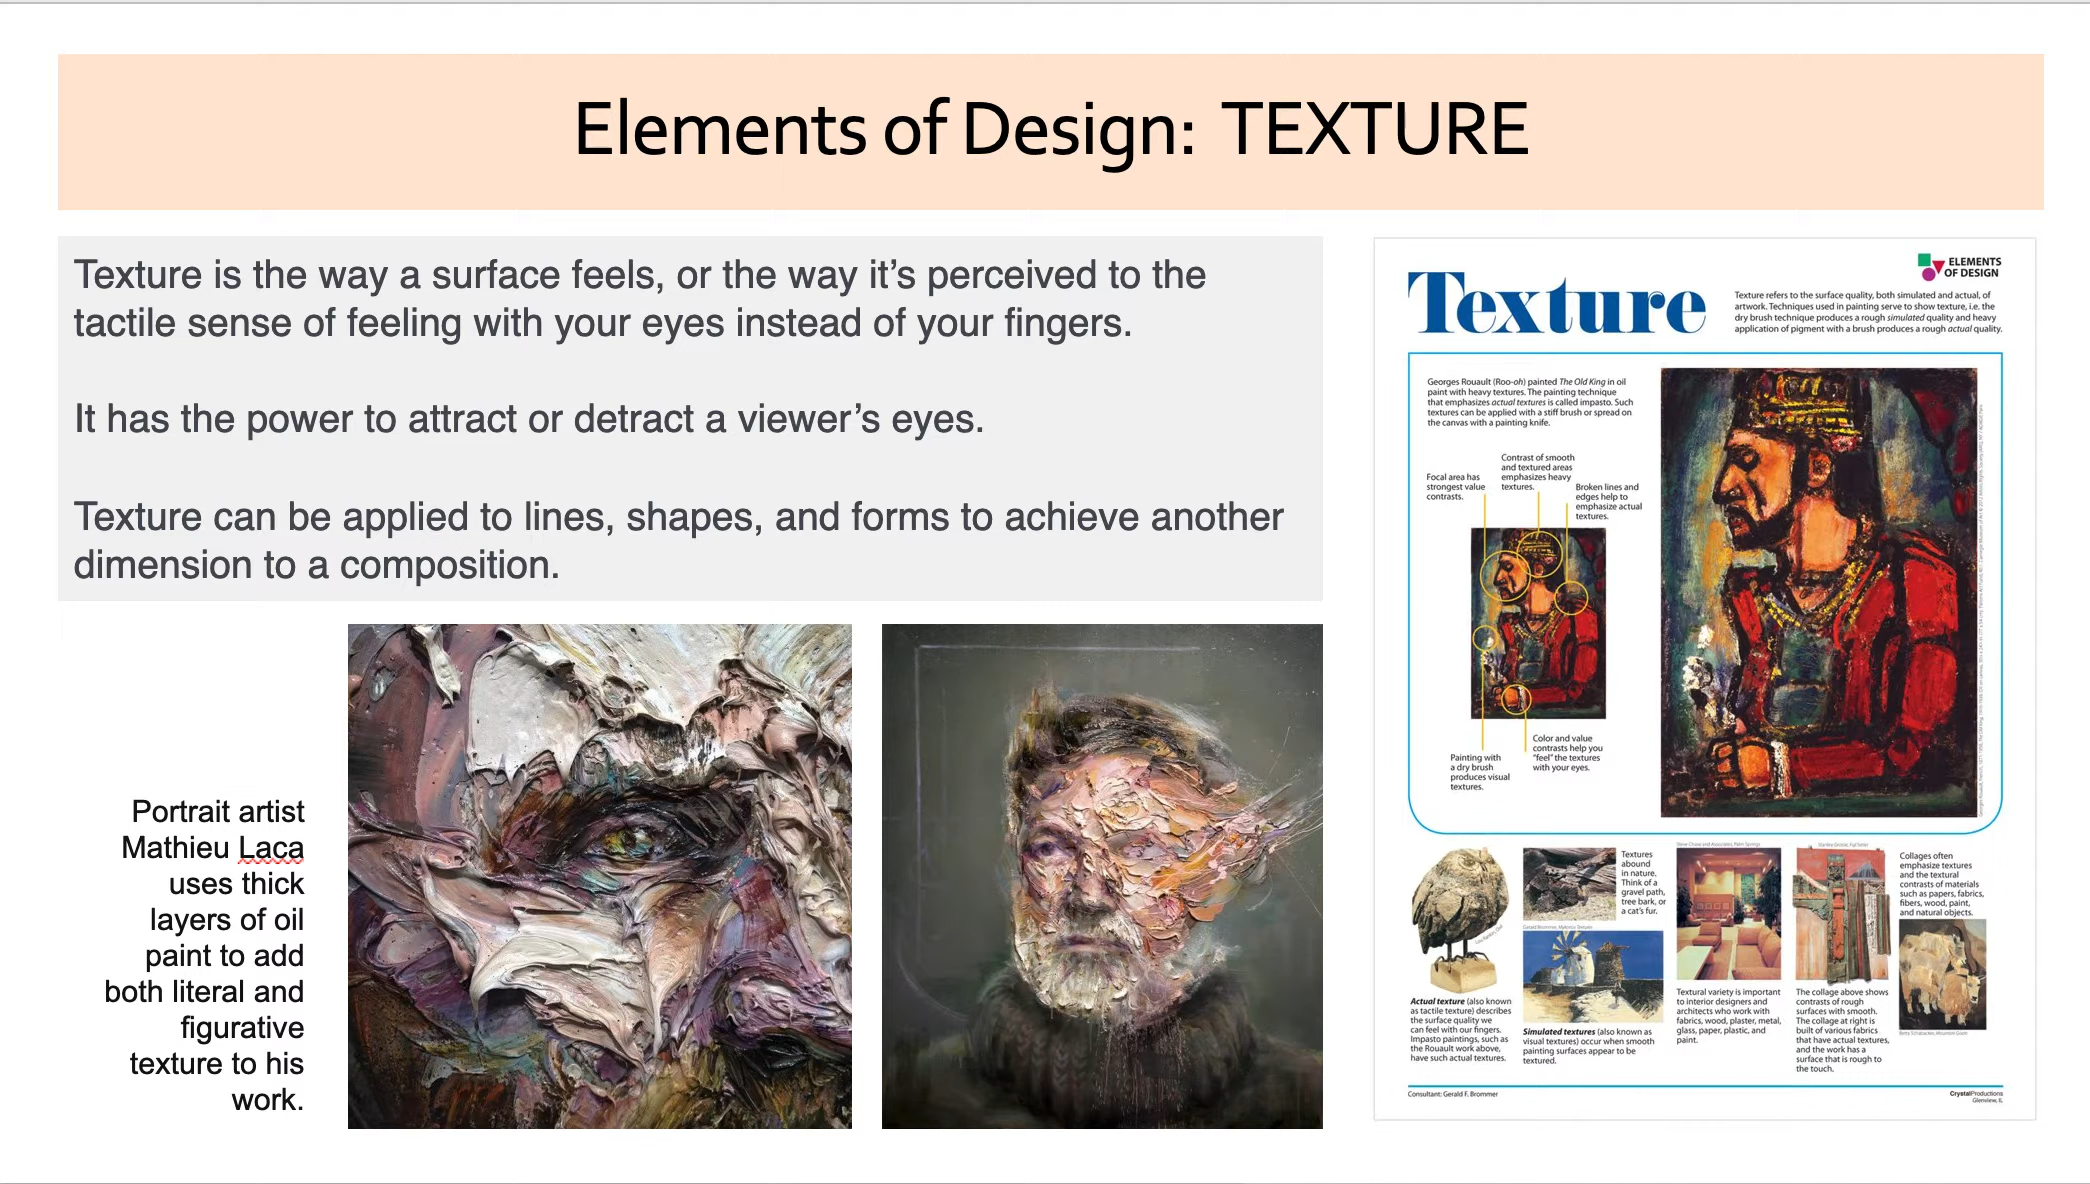 Elements of Design: TEXTURE
Texture is the way a surface feels, or the way it's perceived to the
tactile sense of feeling with your eyes instead of your fingers.
It has the power to attract or detract a viewer's eyes.
Texture can be applied to lines, shapes, and forms to achieve another
dimension to a composition.
Portrait artist
Mathieu Laca
uses thick
layers of oil
paint to add
both literal and
figurative
texture to his
work.
ELEMENTS
OF DESIGN
Texture
Texture refers to the surface quality, both simulated and actual, of
artwork. Techniques used in painting serve to show texture, i.e. the
dry brush technique produces a rough simulated quality and heavy
application of pigment with a brush produces a rough actual quality.
Georges Rouault (Roo-oh) painted The Old King in oil
paint with heavy textures. The painting technique
that emphasizes actual textures is called impasto. Such
textures can be applied with a stiff brush or spread on
the canvas with a painting knife.
Focal area has
strongest value
contrasts.
Contrast of smooth
and textured areas
emphasizes heavy
textures.
Broken lines and
edges help to
emphasize actual
textures.
Painting with
a dry brush
produces visual
textures.
Color and value
contrasts help you
"feel" the textures
with your eyes.
Actual texture (also known
as tactile texture) describes
the surface quality we
can feel with our fingers.
Impasto paintings, such as
the Rouault work above,
have such actual textures.
Textures
abound
in nature.
Think of a
gravel path,
tree bark, or
a cat's fur.
Simulated textures (also known as
visual textures) occur when smooth
painting surfaces appear to be
textured.
Textural variety is important
to interior designers and
architects who work with
fabrics, wood, plaster, metal,
glass, paper, plastic, and
paint.
The collage above shows
contrasts of rough
surfaces with smooth.
The collage at right is
built of various fabrics
that have actual textures,
and the work has a
surface that is rough to
the touch.
Collages often
emphasize textures
and the textural
contrasts of materials
such as papers, fabrics,
fibers, wood, paint,
and natural objects.
Consultant: Gerald F. Brommer
CrystalProductions
Glenview, IL